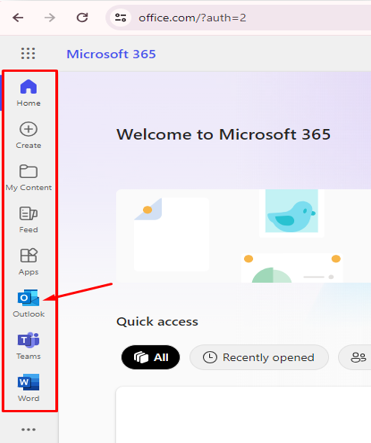 office.com/?auth=2
Microsoft 365
Home
Create
My Content
Feed
Apps
Outlook
Teams
Word
Welcome to Microsoft 365
Quick access
All
Recently opened